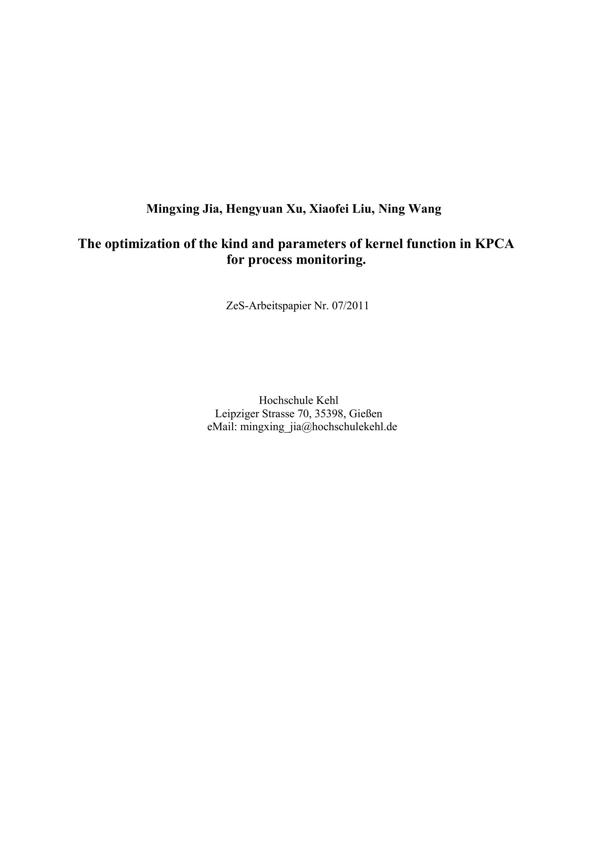 Mingxing Jia, Hengyuan Xu, Xiaofei Liu, Ning Wang
The optimization of the kind and parameters of kernel function in KPCA
for process monitoring.
ZeS-Arbeitspapier Nr. 07/2011
Hochschule Kehl
Leipziger Strasse 70, 35398, Gießen
eMail: mingxing_jia@hochschulekehl.de